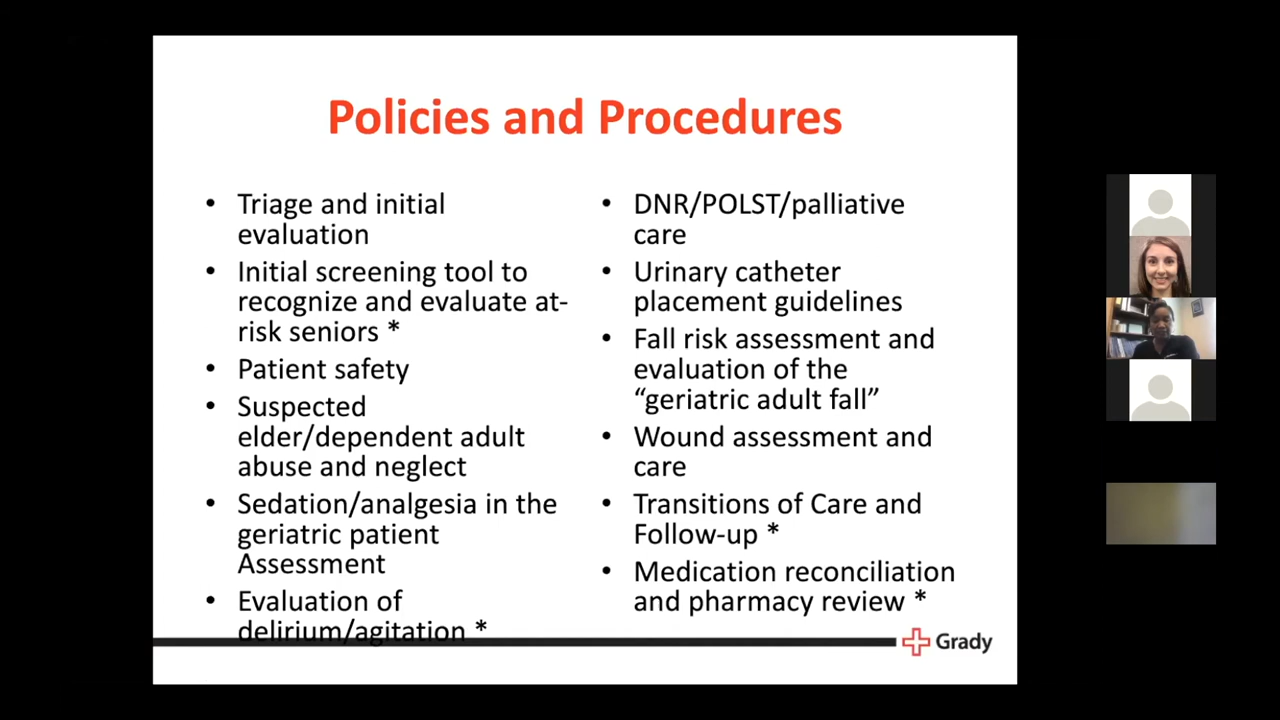 Policies and Procedures
• Triage and initial
evaluation
• Initial screening tool to
recognize and evaluate at-
risk seniors *
• Patient safety
• Suspected
elder/dependent adult
abuse and neglect
• Sedation/analgesia in the
geriatric patient
Assessment
• Evaluation of
delirium/agitation *
• DNR/POLST/palliative
care
• Urinary catheter
placement guidelines
• Fall risk assessment and
evaluation of the
“geriatric adult fall”
• Wound assessment and
care
• Transitions of Care and
Follow-up *
• Medication reconciliation
and pharmacy review *
Grady